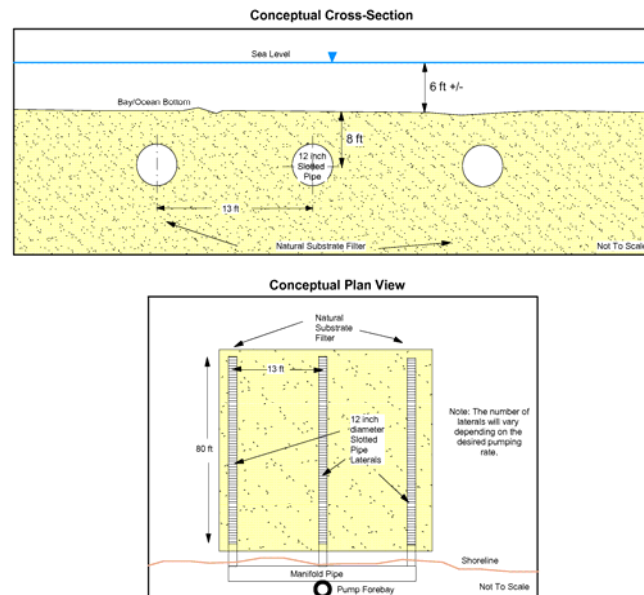 Conceptual Cross-Section
Sea Level
6 ft +/-
Bay/Ocean Bottom
8 ft
12 inch
Slotted
Pipe
13 ft
Natural Substrate Filter
Not To Scale
Conceptual Plan View
Natural
Substrate
Filter
13 ft
80 ft
12 inch
diameter
Slotted
Pipe
Laterals
Note: The number of
laterals will vary
depending on the
desired pumping
rate.
Shoreline
Manifold Pipe
Pump Forebay
Not To Scale